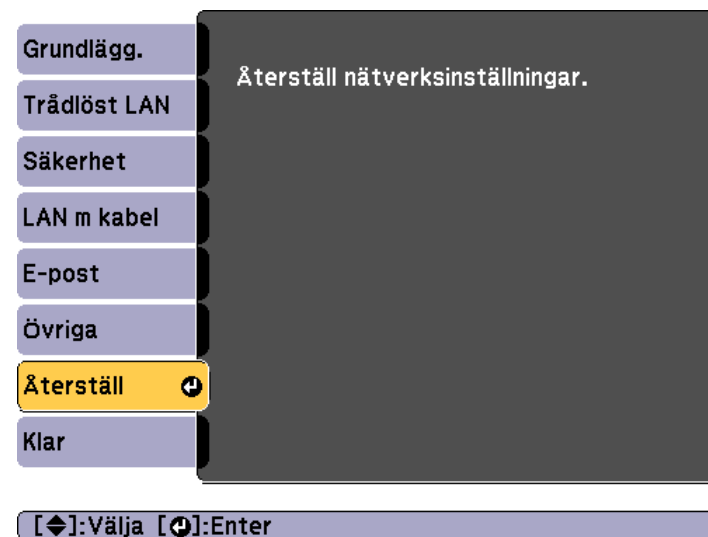 Grundlägg.
Trådlöst LAN
Säkerhet
LAN m kabel
E-post
Övriga
Återställ
Klar
Återställ nätverksinställningar.
[◆]:Välja [⏎]:Enter